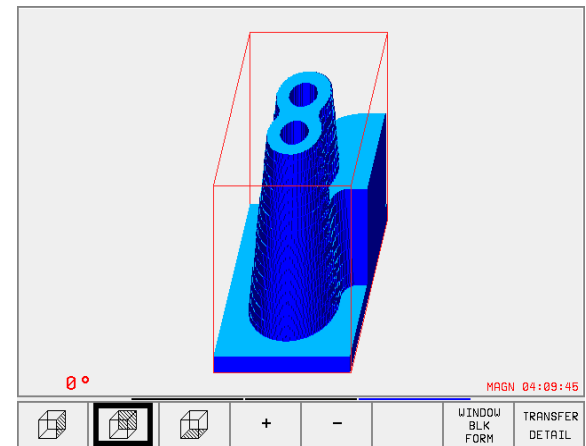 0°
MAGN 04:09:45
+
-
WINDOW
BLK
FORM
TRANSFER
DETAIL